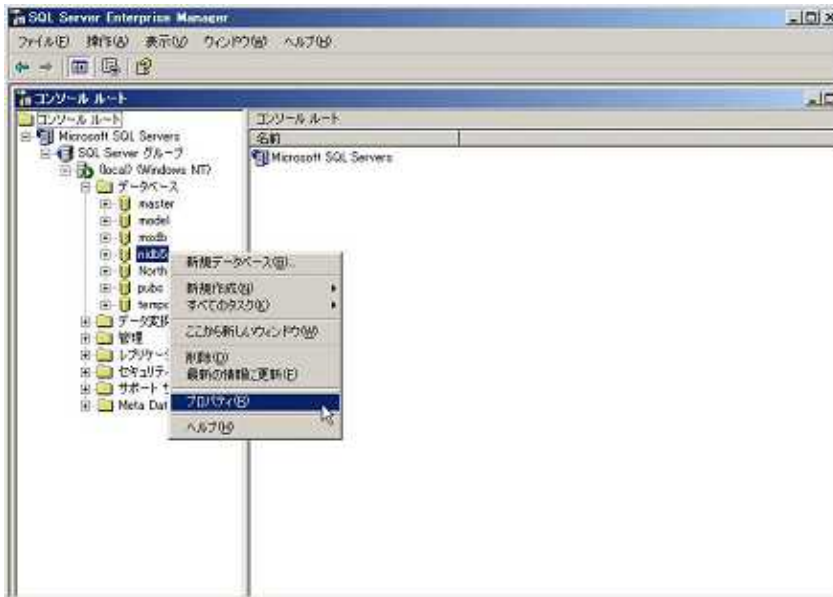 SQL Server Enterprise Manager
ファイル(F) 操作(A) 表示(V) ウィンドウ(W) ヘルプ(H)
コンソール ルート
コンソール ルート
Microsoft SQL Servers
SQL Server グループ
(local) (Windows NT)
データベース
master
model
msdb
North
pubs
データ変換
管理
レプリケー
セキュリティ
サポート
Meta Dat
コンソール ルート
名前
Microsoft SQL Servers
新規データベース(B)...
新規作成(N)
すべてのタスク(K)
ここから新しいウィンドウ(W)
削除(D)
最新の情報に更新(F)
プロパティ(R)
ヘルプ(H)